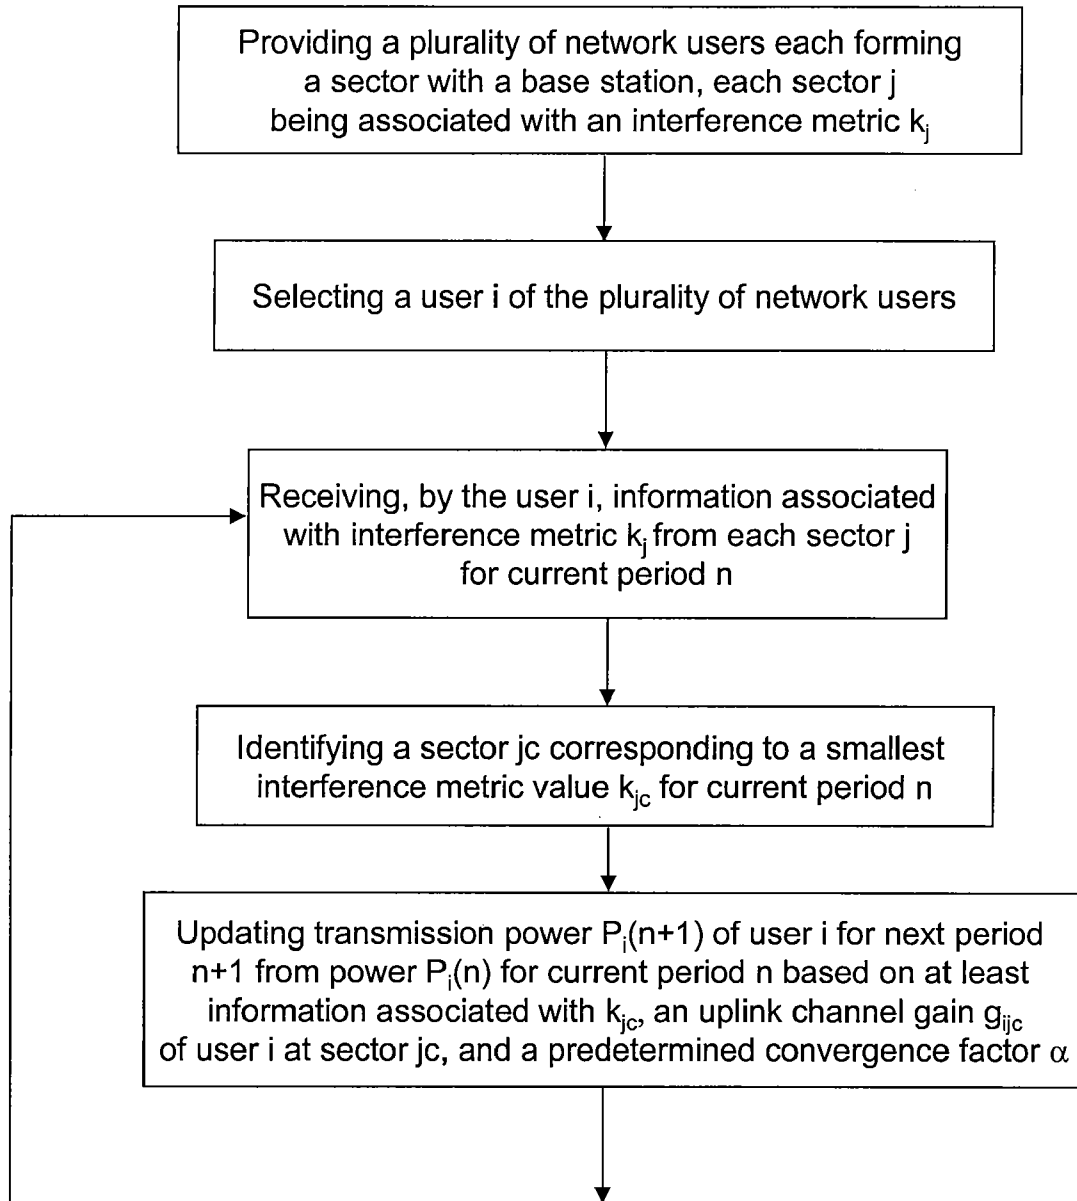 Providing a plurality of network users each forming
a sector with a base station, each sector j
being associated with an interference metric kj
Selecting a user i of the plurality of network users
Receiving, by the user i, information associated
with interference metric kj from each sector j
for current period n
Identifying a sector jc corresponding to a smallest
interference metric value kjc for current period n
Updating transmission power Pi(n+1) of user i for next period
n+1 from power Pi(n) for current period n based on at least
information associated with kjc, an uplink channel gain gijc
of user i at sector jc, and a predetermined convergence factor α